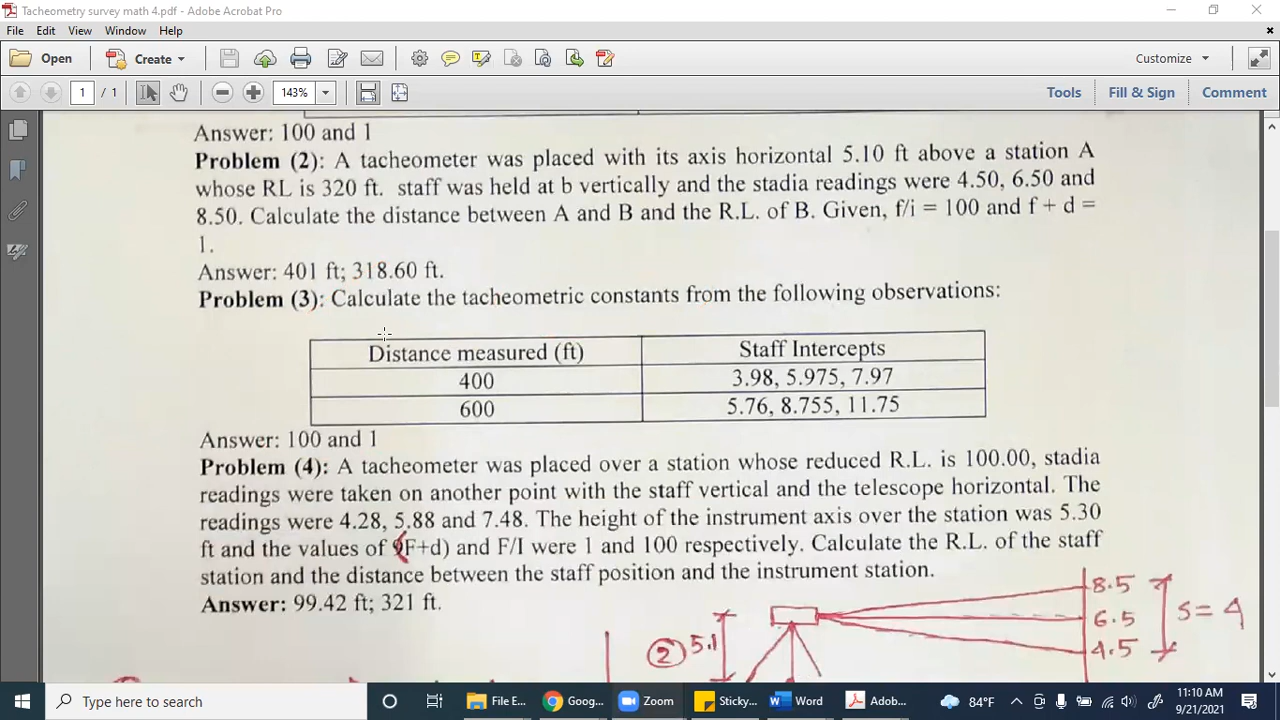 Tacheometry survey math 4.pdf - Adobe Acrobat Pro
File Edit View Window Help
Open Create Customize
1 / 1 143% Tools Fill & Sign Comment
Answer: 100 and 1
Problem (2): A tacheometer was placed with its axis horizontal 5.10 ft above a station A
whose RL is 320 ft. staff was held at b vertically and the stadia readings were 4.50, 6.50 and
8.50. Calculate the distance between A and B and the R.L. of B. Given, f/i = 100 and f + d =
1.
Answer: 401 ft; 318.60 ft.
Problem (3): Calculate the tacheometric constants from the following observations:
Distance measured (ft) Staff Intercepts
400 3.98, 5.975, 7.97
600 5.76, 8.755, 11.75
Answer: 100 and 1
Problem (4): A tacheometer was placed over a station whose reduced R.L. is 100.00, stadia
readings were taken on another point with the staff vertical and the telescope horizontal. The
readings were 4.28, 5.88 and 7.48. The height of the instrument axis over the station was 5.30
ft and the values of (F+d) and F/I were 1 and 100 respectively. Calculate the R.L. of the staff
station and the distance between the staff position and the instrument station.
Answer: 99.42 ft; 321 ft.
8.5
6.5 S = 4
2 5.1 4.5
Type here to search File E... Goog... Zoom Sticky... Word Adob... 84°F 11:10 AM
9/21/2021